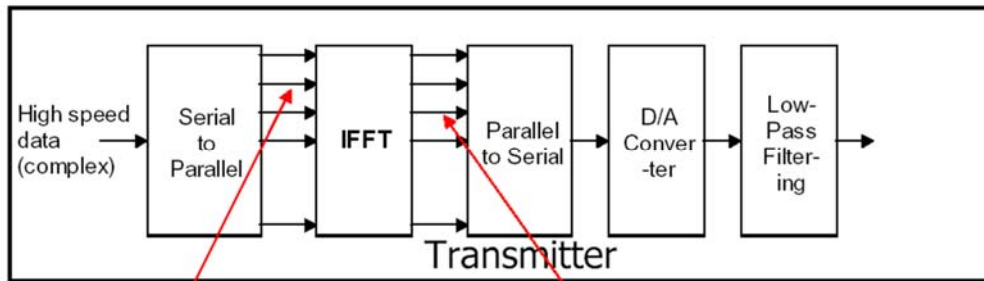 High speed
data
(complex)
Serial
to
Parallel
IFFT
Parallel
to Serial
D/A
Conver
-ter
Low-
Pass
Filter-
ing
Transmitter